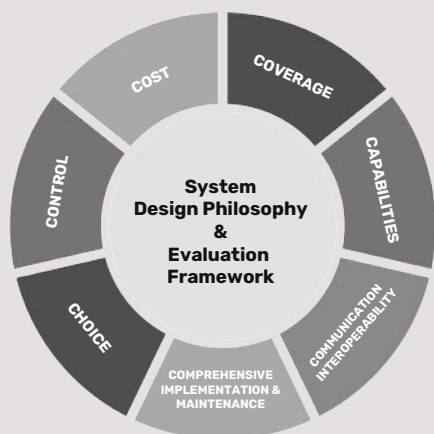 COST
COVERAGE
CAPABILITIES
COMMUNICATION
INTEROPERABILITY
COMPREHENSIVE
IMPLEMENTATION &
MAINTENANCE
CHOICE
CONTROL
System
Design Philosophy
&
Evaluation
Framework